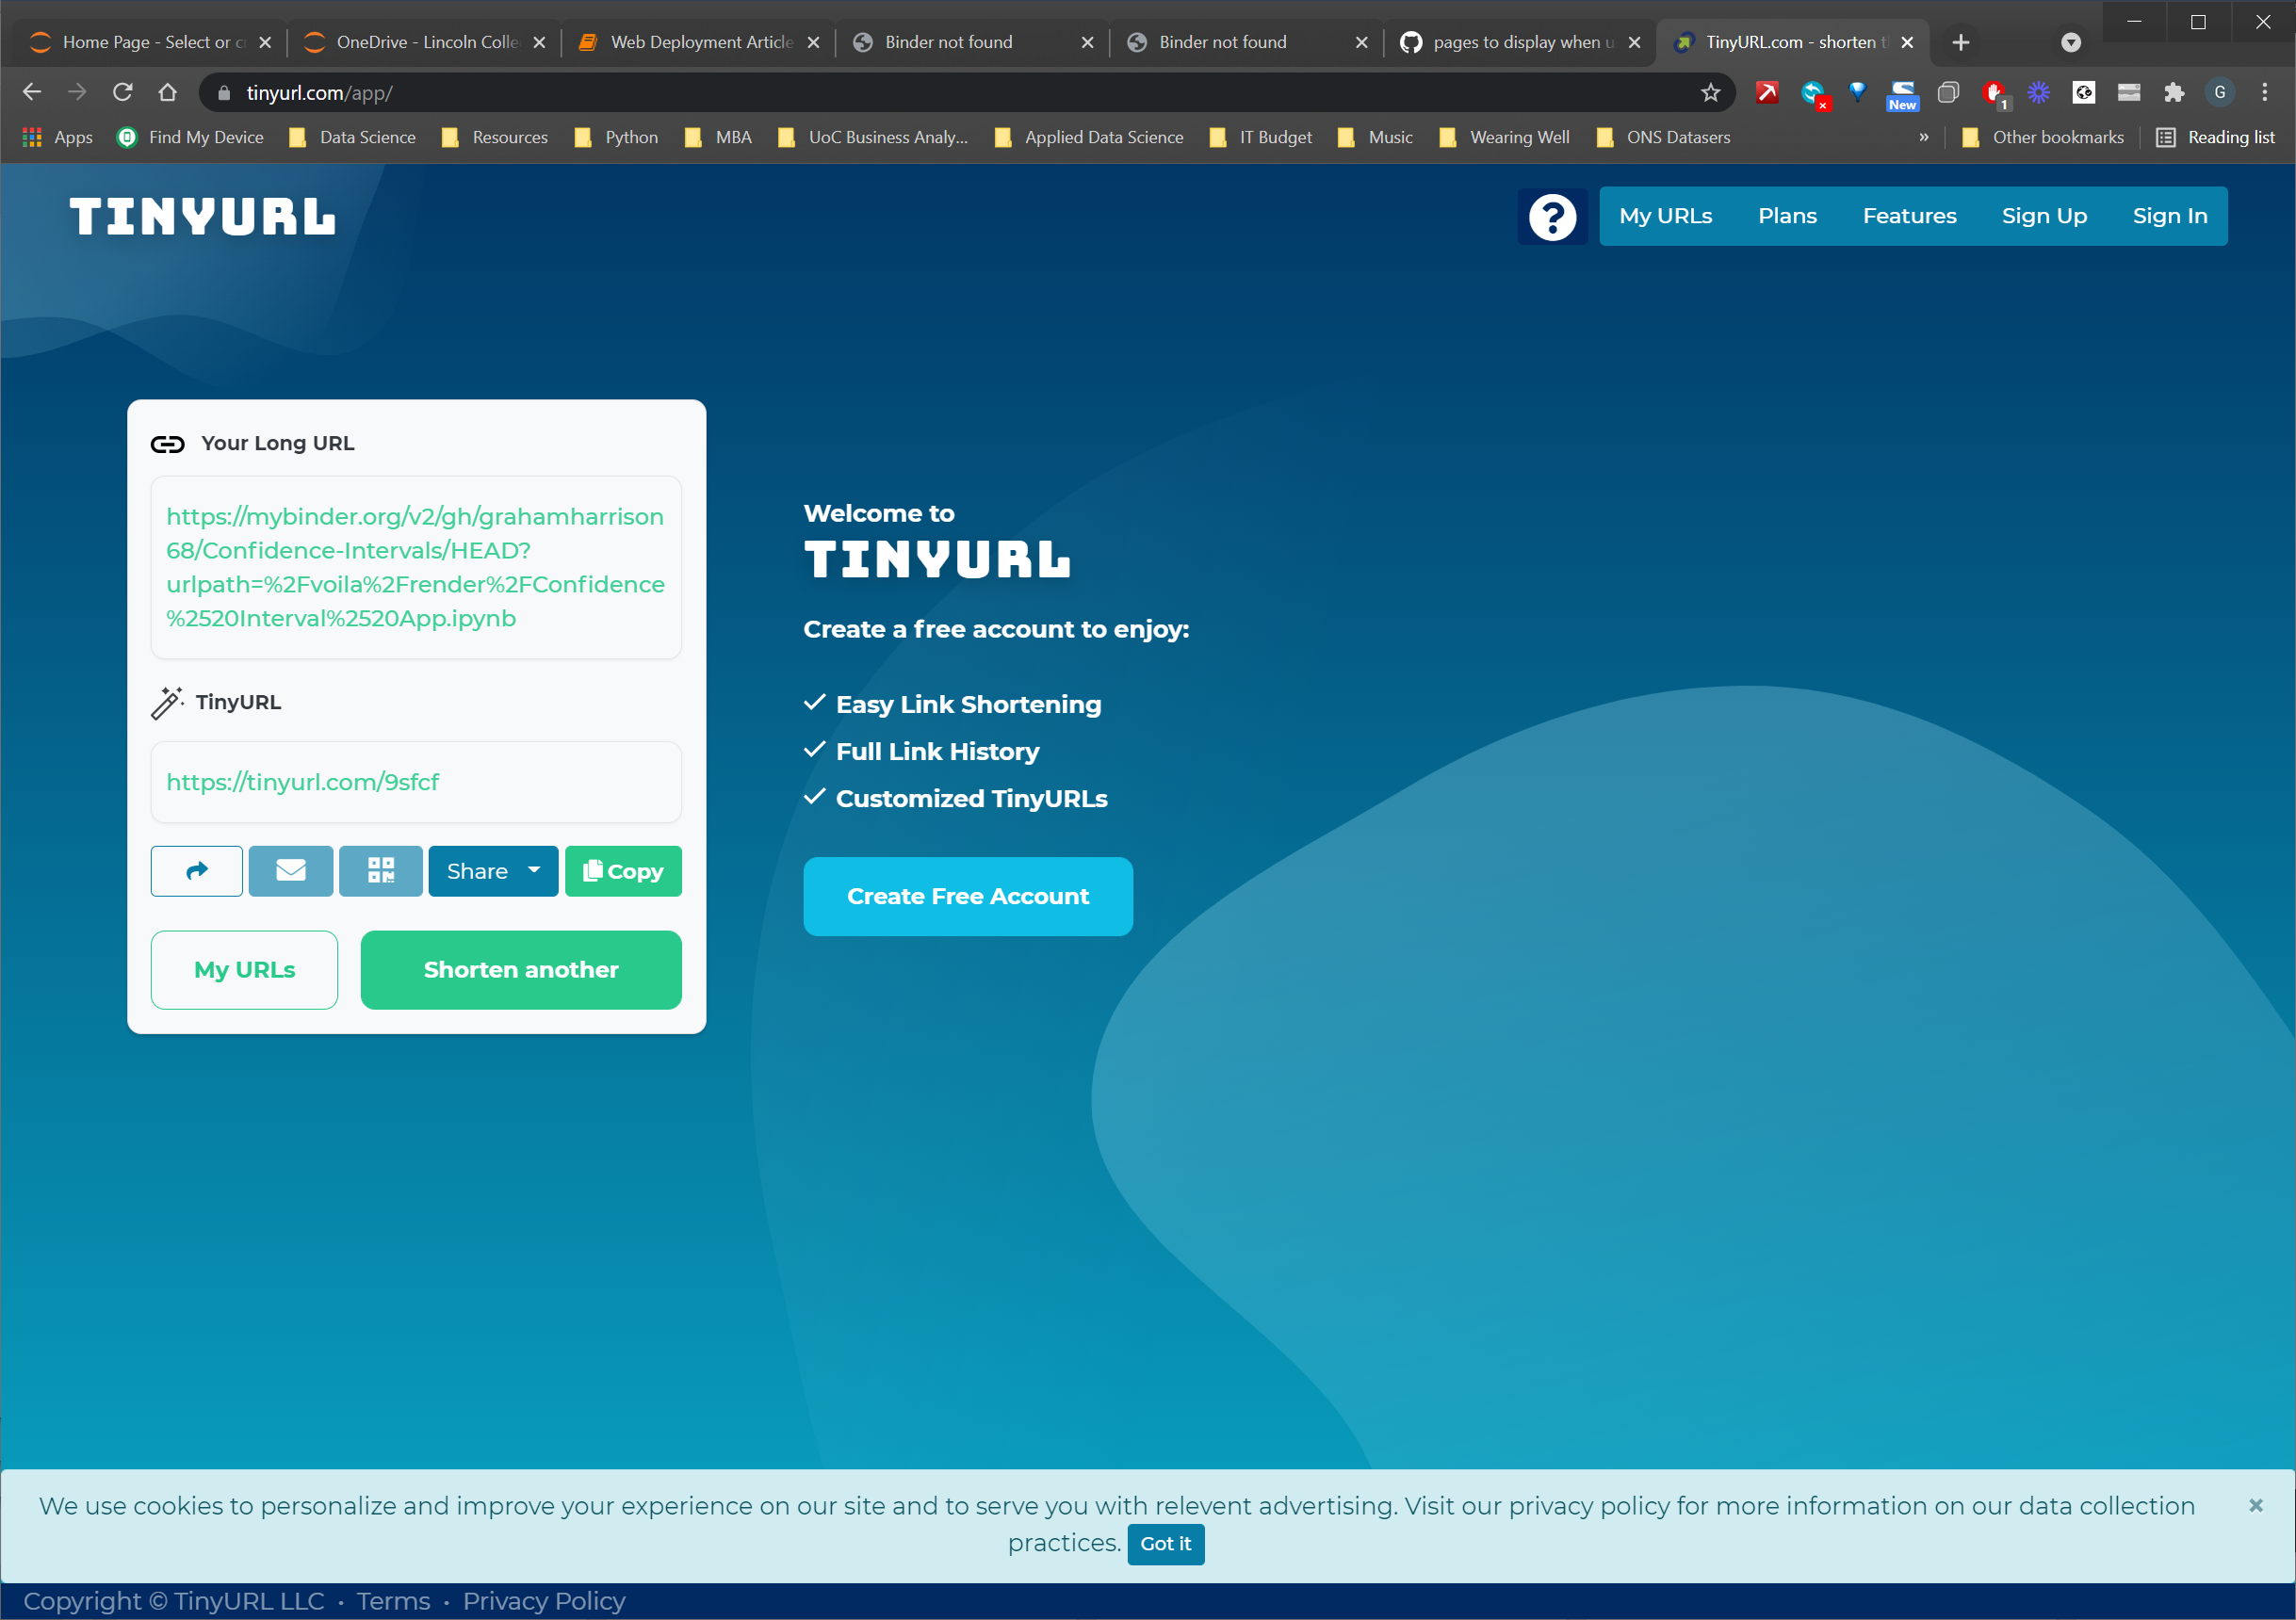 Home Page - Select or c
OneDrive - Lincoln Colle
Web Deployment Article
Binder not found
Binder not found
pages to display when u
TinyURL.com - shorten t
tinyurl.com/app/
New
1
G
Apps
Find My Device
Data Science
Resources
Python
MBA
UoC Business Analy...
Applied Data Science
IT Budget
Music
Wearing Well
ONS Datasers
»
Other bookmarks
Reading list
TINYURL
My URLs
Plans
Features
Sign Up
Sign In
Your Long URL
https://mybinder.org/v2/gh/grahamharrison
68/Confidence-Intervals/HEAD?
urlpath=%2Fvoila%2Frender%2FConfidence
%2520Interval%2520App.ipynb
TinyURL
https://tinyurl.com/9sfcf
Share
Copy
My URLs
Shorten another
Welcome to
TINYURL
Create a free account to enjoy:
Easy Link Shortening
Full Link History
Customized TinyURLs
Create Free Account
We use cookies to personalize and improve your experience on our site and to serve you with relevent advertising. Visit our privacy policy for more information on our data collection
practices. Got it
Copyright © TinyURL LLC · Terms · Privacy Policy